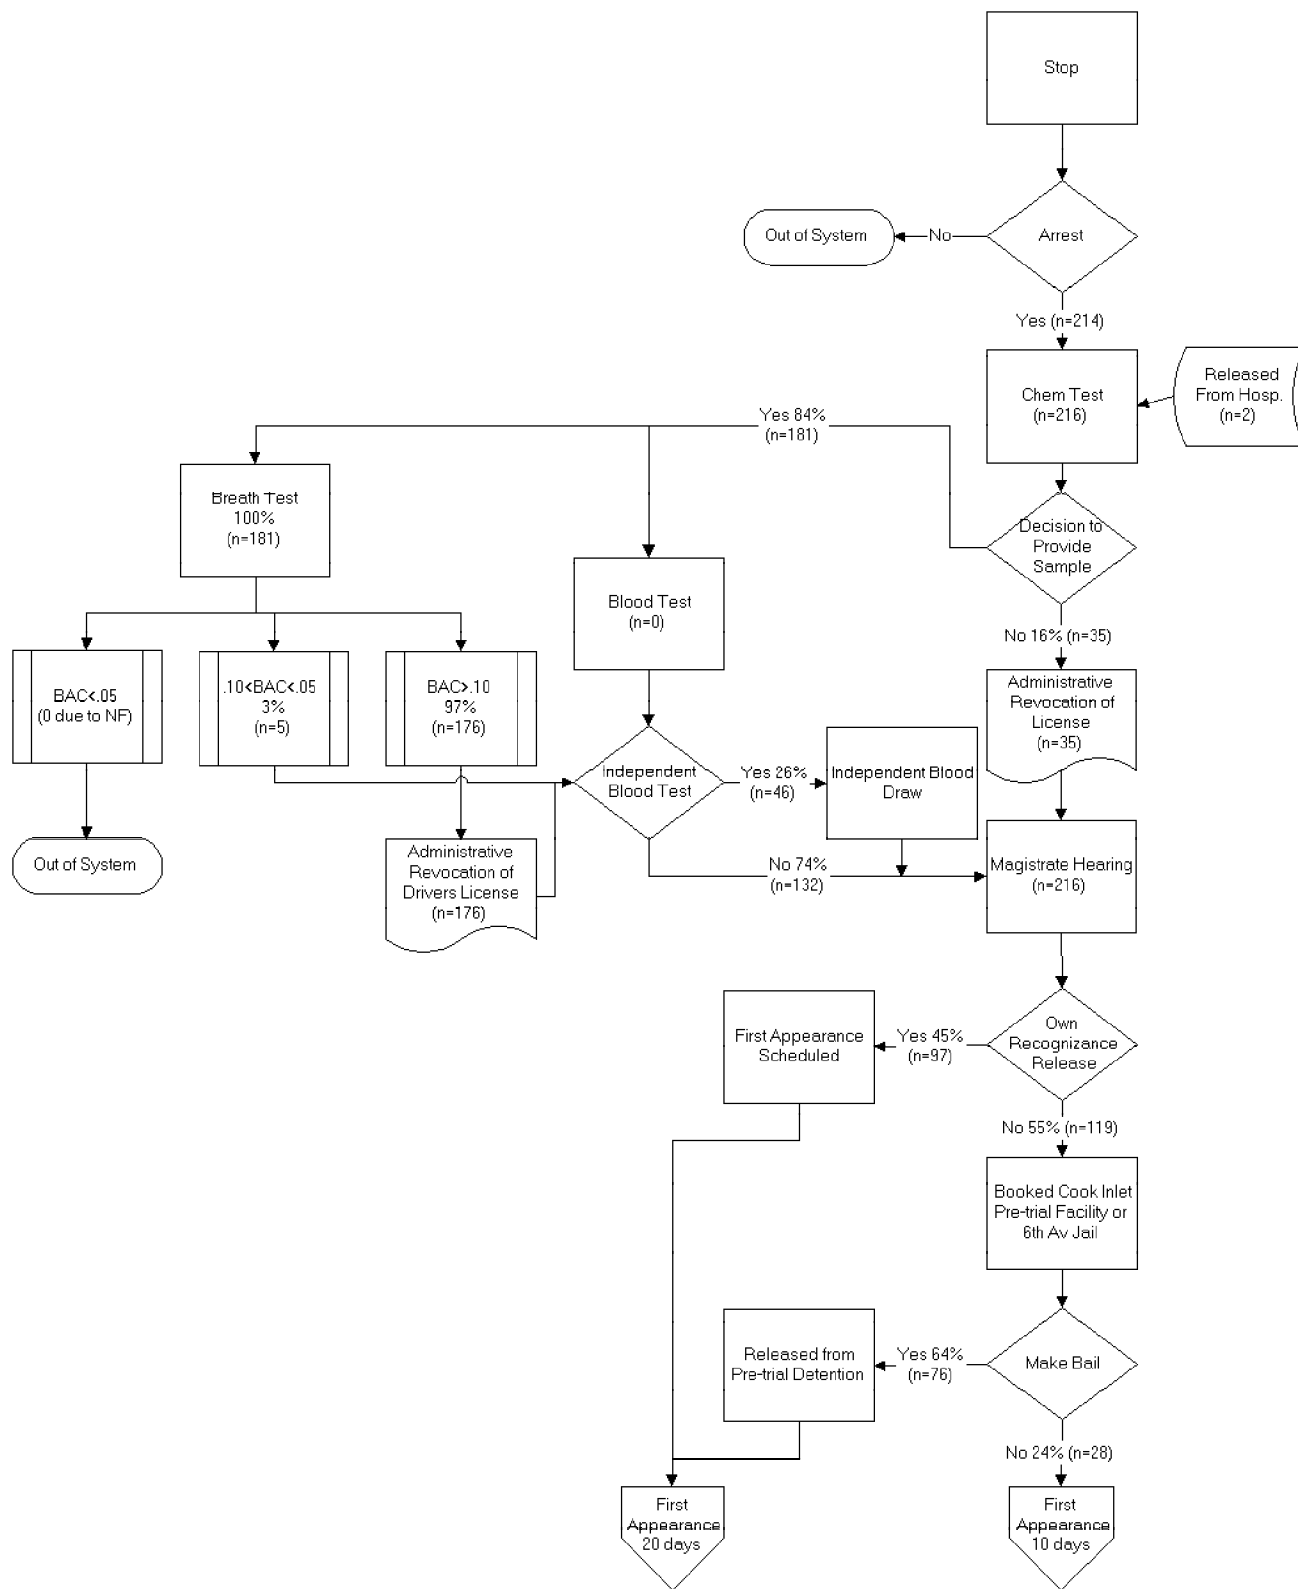 Stop
Arrest
No
Out of System
Yes (n=214)
Chem Test
(n=216)
Released
From Hosp.
(n=2)
Yes 84%
(n=181)
Decision to
Provide
Sample
Breath Test
100%
(n=181)
Blood Test
(n=0)
No 16% (n=35)
BAC<.05
(0 due to NF)
.10<BAC<.05
3%
(n=5)
BAC>.10
97%
(n=176)
Administrative
Revocation of
License
(n=35)
Independent
Blood Test
Yes 26%
(n=46)
Independent Blood
Draw
Out of System
Administrative
Revocation of
Drivers License
(n=176)
No 74%
(n=132)
Magistrate Hearing
(n=216)
First Appearance
Scheduled
Yes 45%
(n=97)
Own
Recognizance
Release
No 55% (n=119)
Booked Cook Inlet
Pre-trial Facility or
6th Av Jail
Released from
Pre-trial Detention
Yes 64%
(n=76)
Make Bail
No 24% (n=28)
First
Appearance
20 days
First
Appearance
10 days